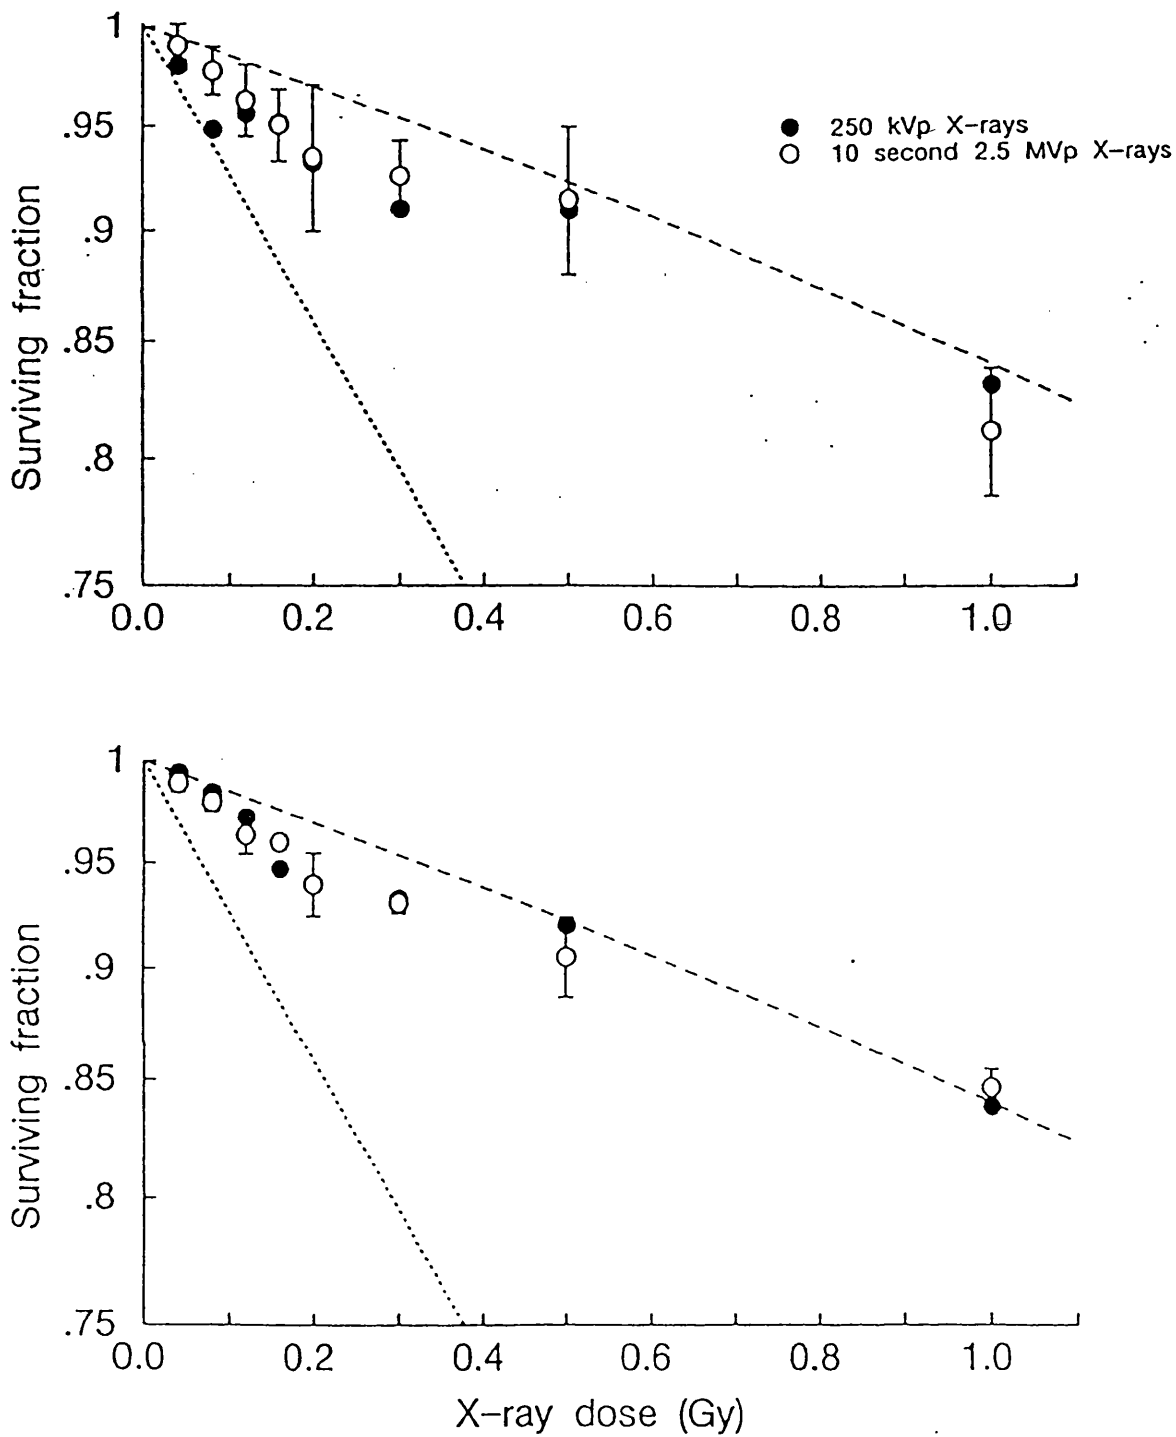 1
.95
.9
.85
.8
.75
0.0 0.2 0.4 0.6 0.8 1.0
Surviving fraction
250 kVp X-rays
10 second 2.5 MVp X-rays
1
.95
.9
.85
.8
.75
0.0 0.2 0.4 0.6 0.8 1.0
Surviving fraction
X-ray dose (Gy)